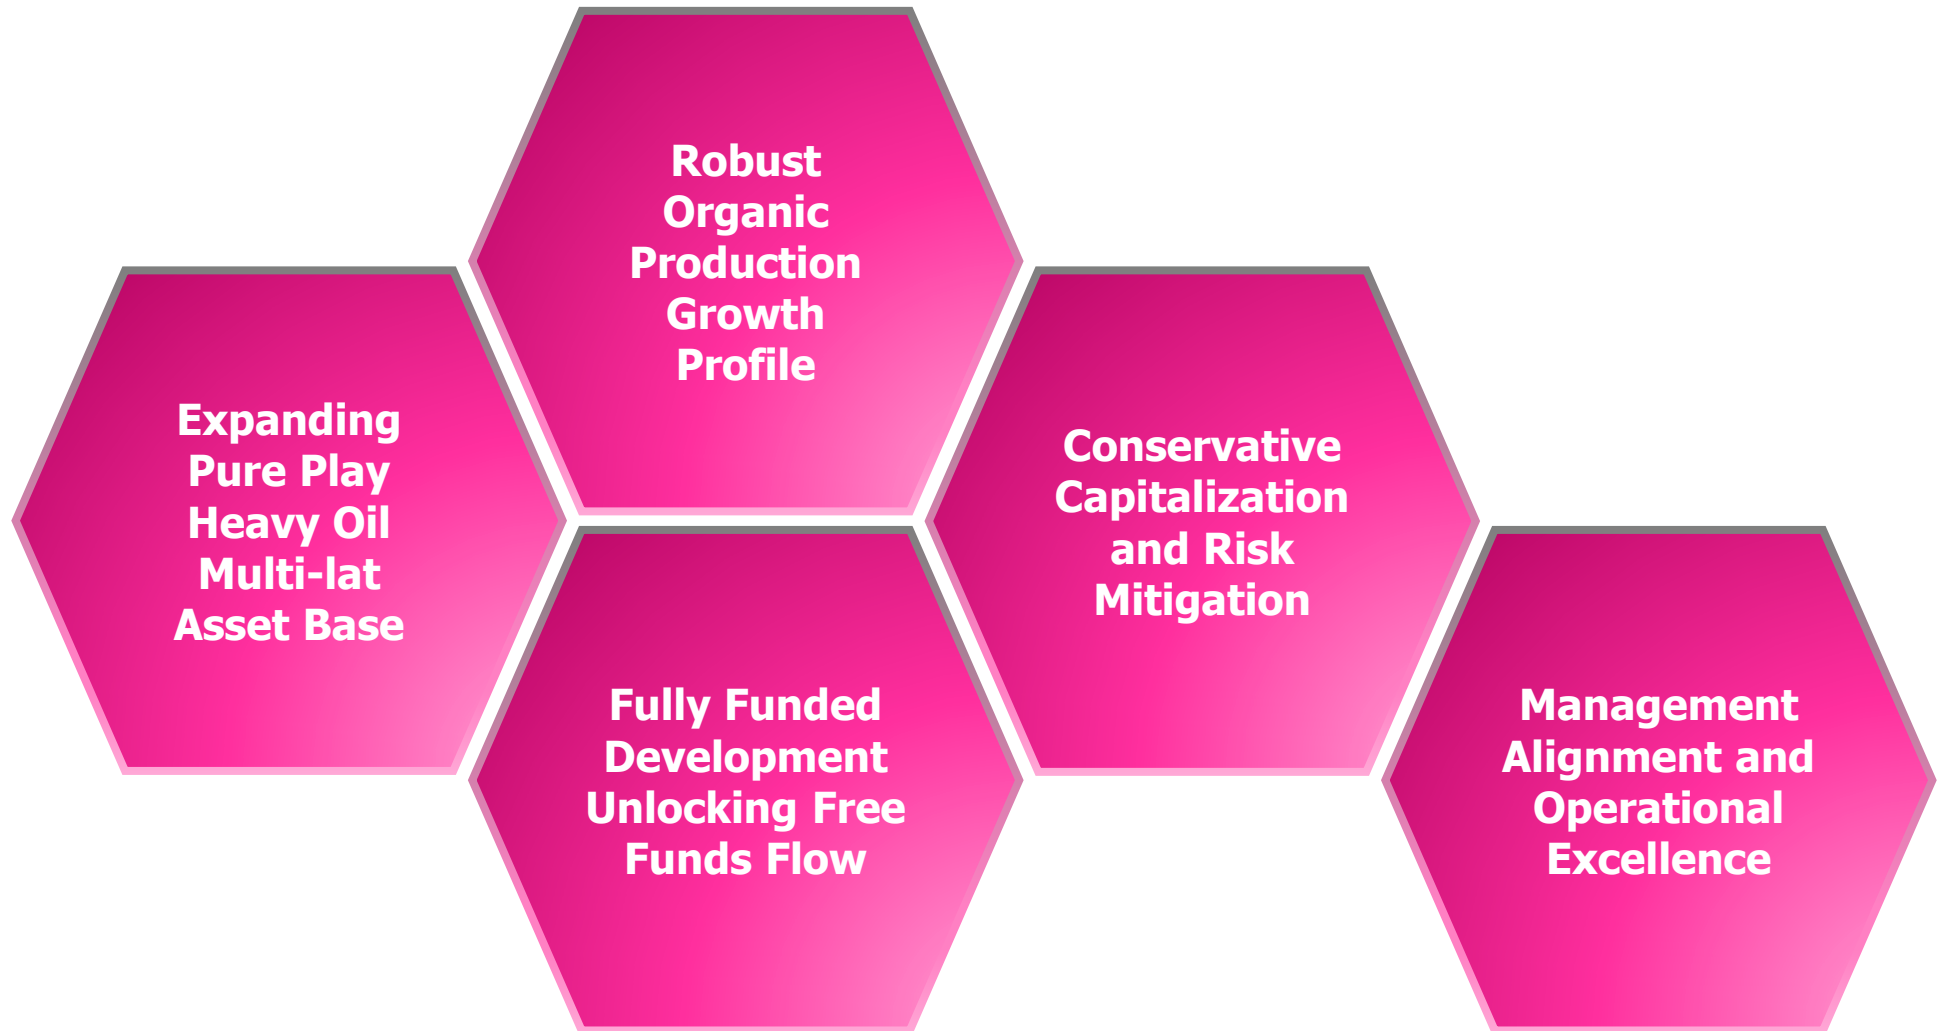 Robust
Organic
Production
Growth
Profile
Expanding
Pure Play
Heavy Oil
Multi-lat
Asset Base
Conservative
Capitalization
and Risk
Mitigation
Fully Funded
Development
Unlocking Free
Funds Flow
Management
Alignment and
Operational
Excellence